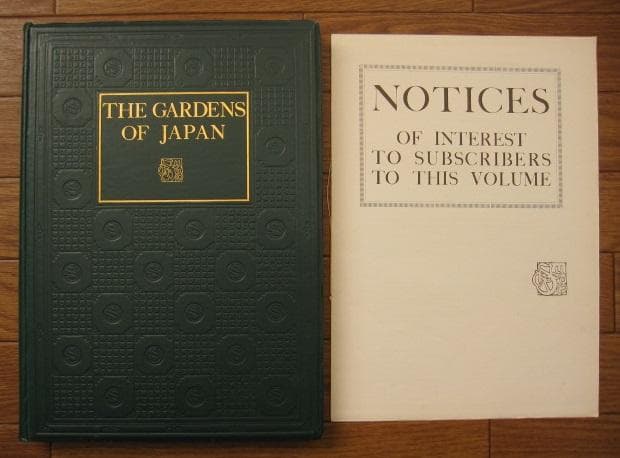 THE GARDENS
OF JAPAN
NOTICES
OF INTEREST
TO SUBSCRIBERS
TO THIS VOLUME